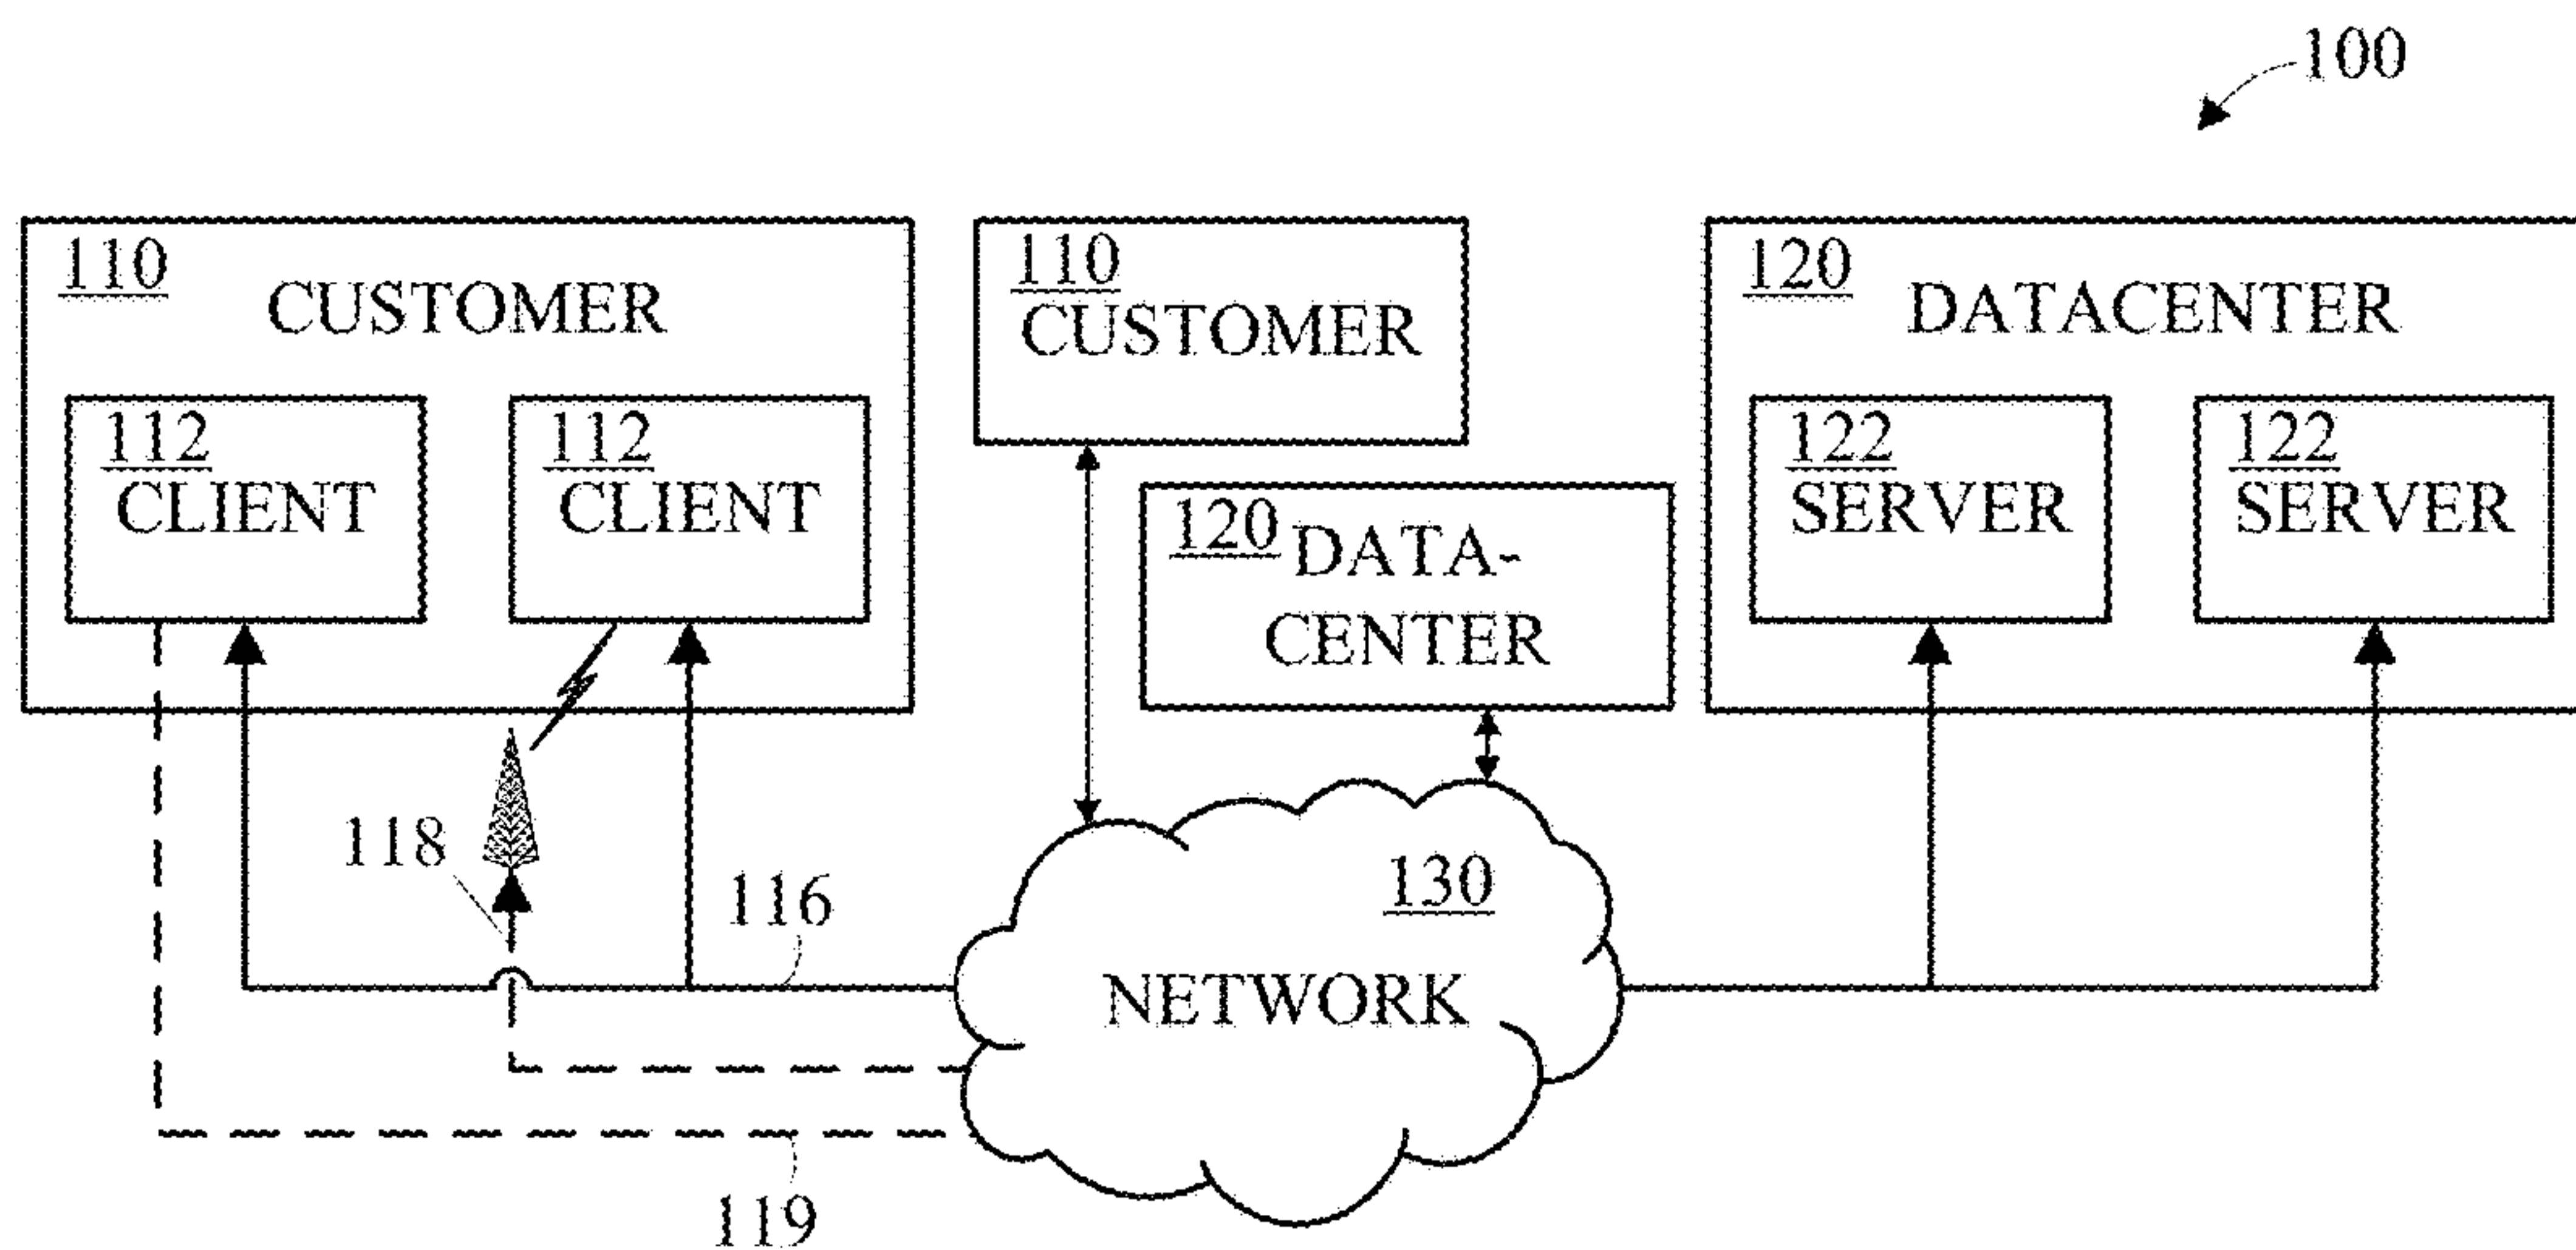 100
110
CUSTOMER
112
CLIENT
112
CLIENT
110
CUSTOMER
120
DATA-
CENTER
120
DATACENTER
122
SERVER
122
SERVER
118
116
130
NETWORK
119